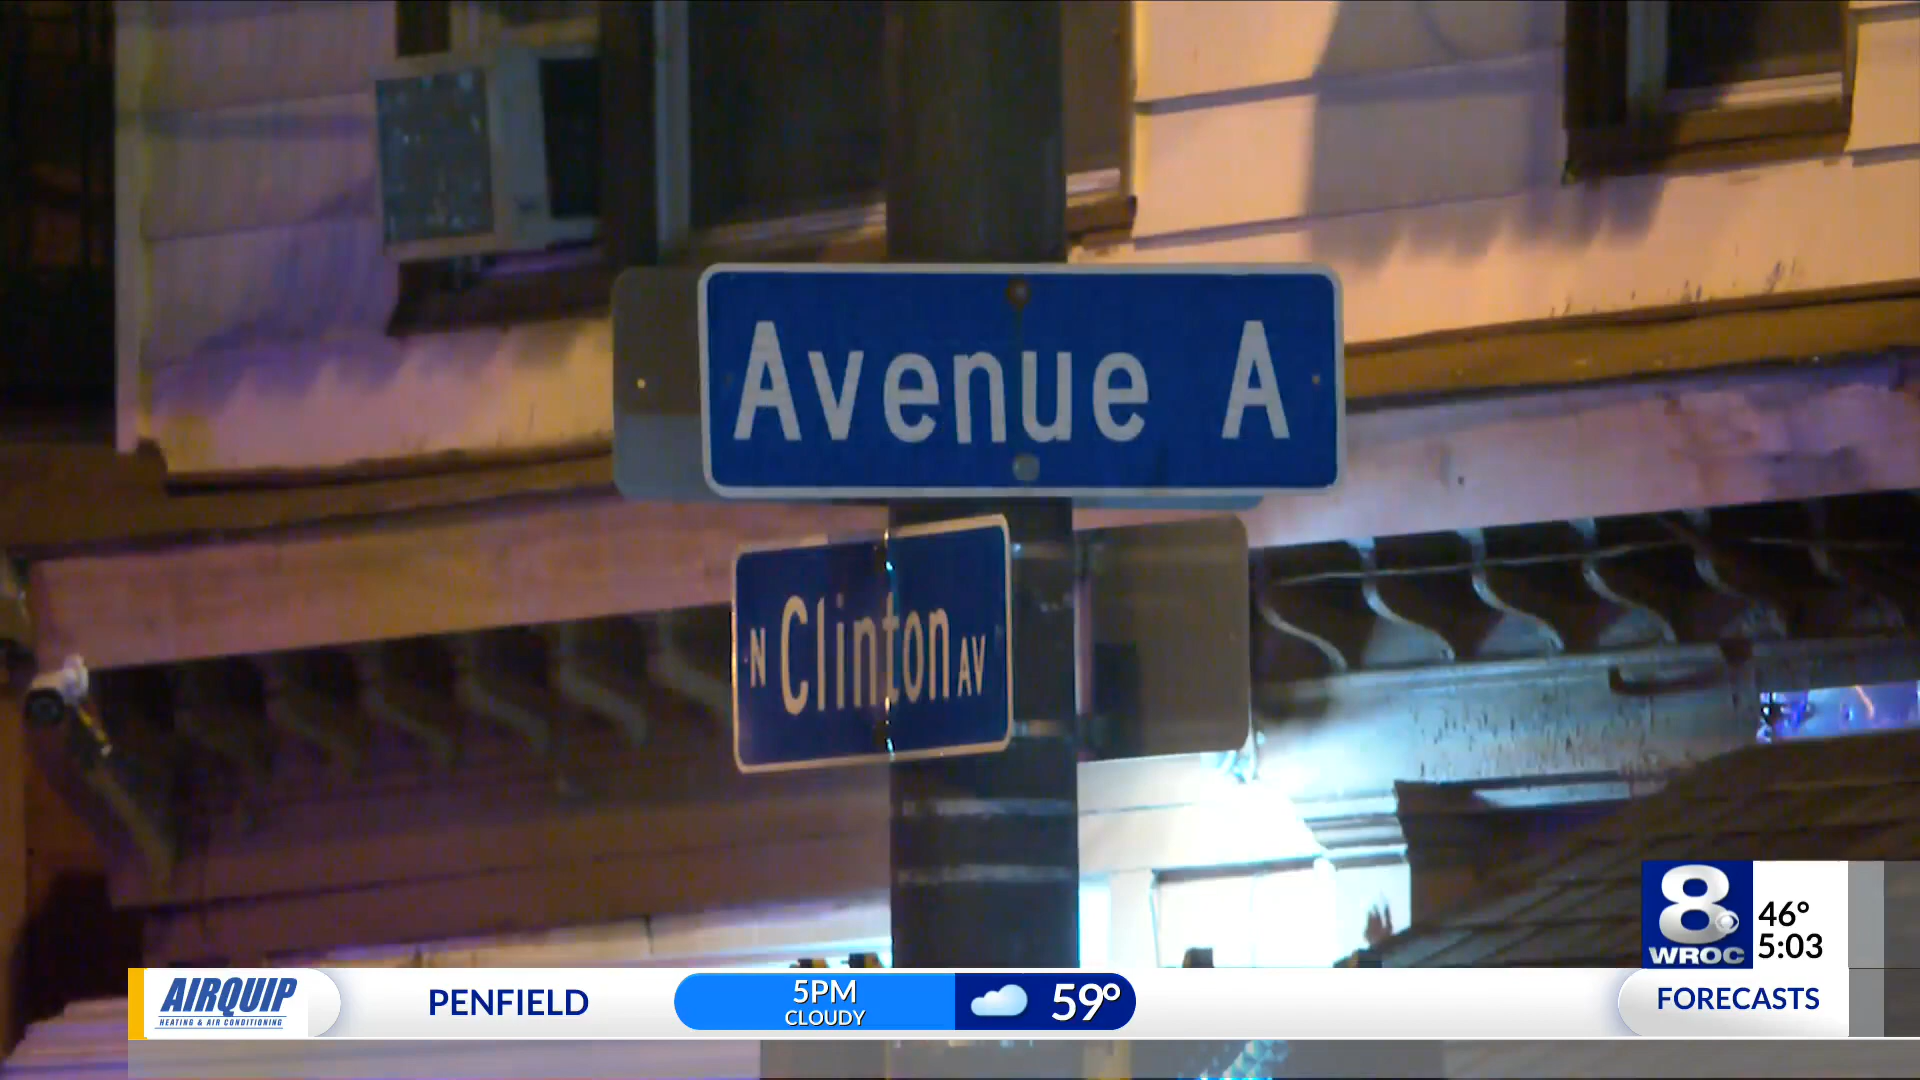 Avenue A
N Clinton AV
8
WROC
46°
5:03
AIRQUIP
HEATING & AIR CONDITIONING
PENFIELD
5PM
CLOUDY
59°
FORECASTS